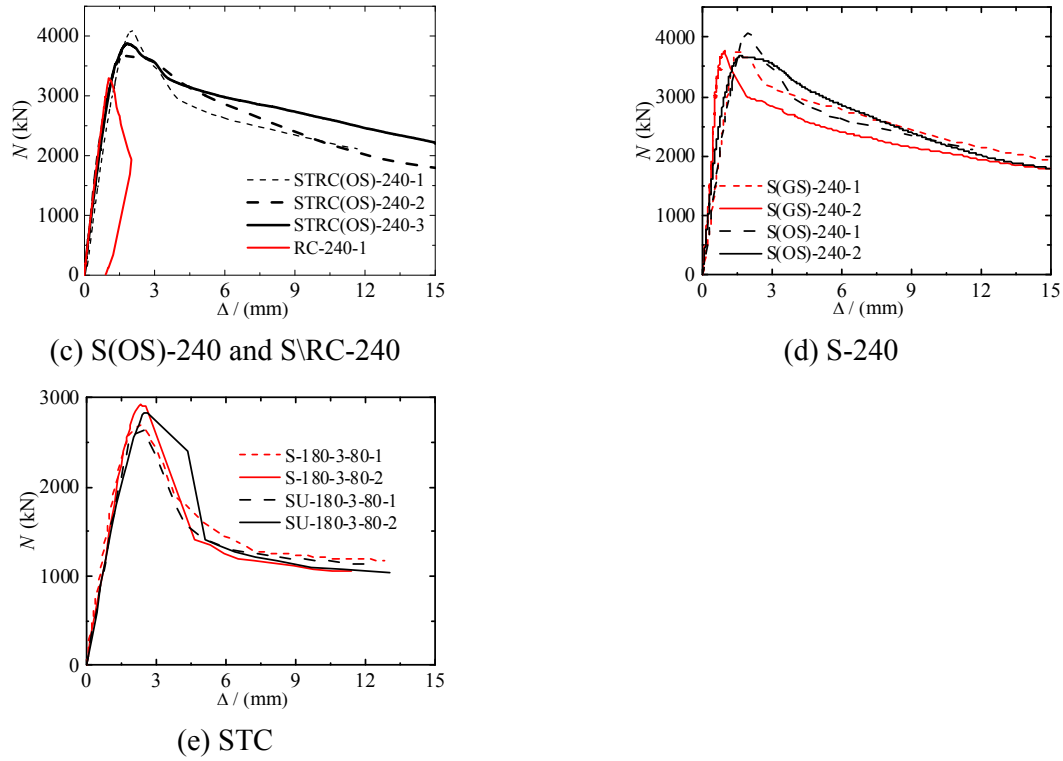 4000
3000
2000
1000
0
N (kN)
STRC(OS)-240-1
STRC(OS)-240-2
STRC(OS)-240-3
RC-240-1
0 3 6 9 12 15
Δ / (mm)
(c) S(OS)-240 and S\RC-240
4000
3000
2000
1000
0
N (kN)
S(GS)-240-1
S(GS)-240-2
S(OS)-240-1
S(OS)-240-2
0 3 6 9 12 15
Δ / (mm)
(d) S-240
3000
2000
1000
0
N (kN)
S-180-3-80-1
S-180-3-80-2
SU-180-3-80-1
SU-180-3-80-2
0 3 6 9 12 15
Δ / (mm)
(e) STC